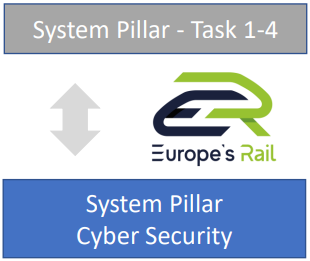 System Pillar - Task 1-4
Europe's Rail
System Pillar
Cyber Security